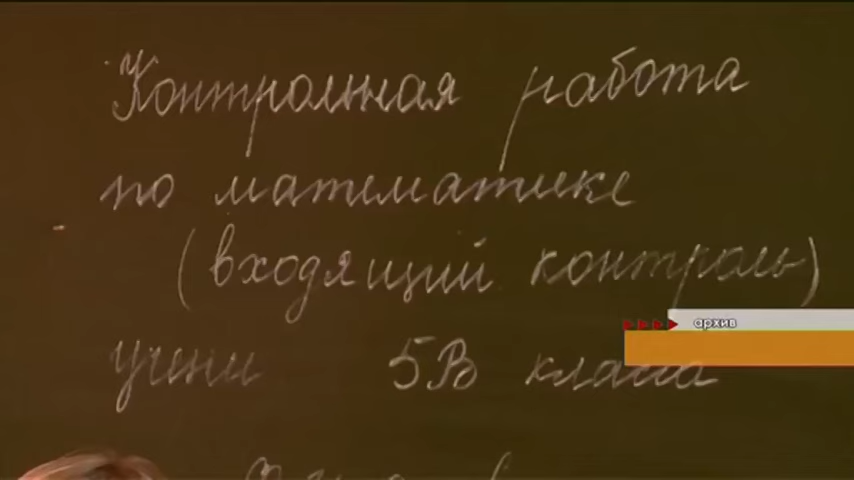 Контрольная работа
по математике
(входящий контроль)
архив
учени 5В класса